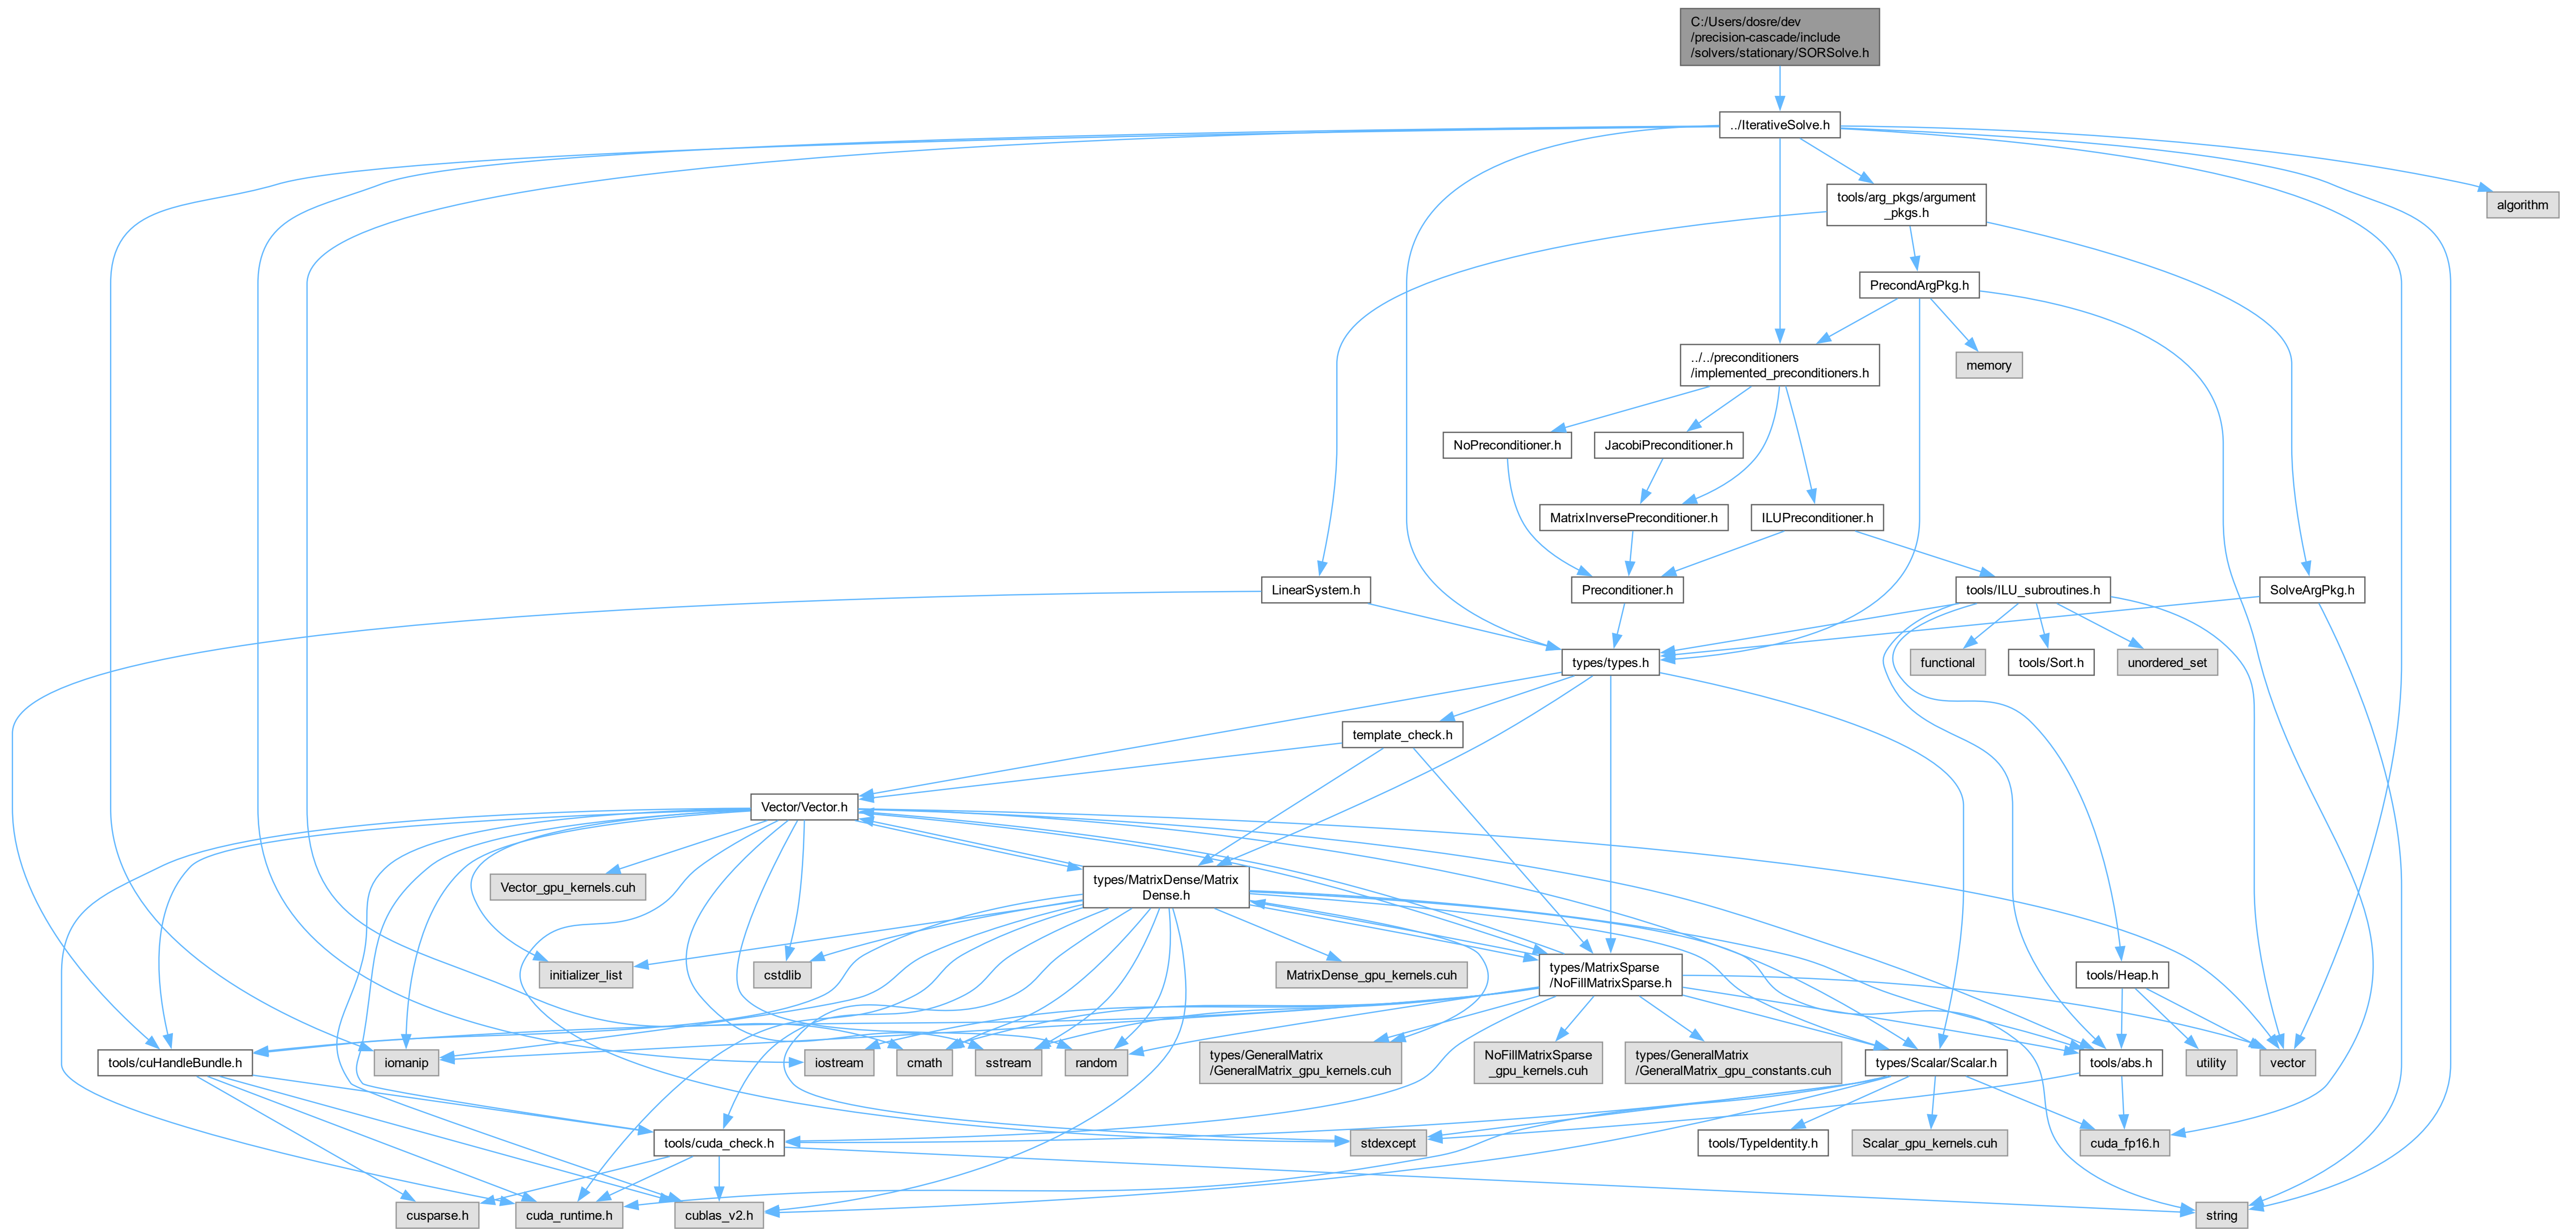 C:/Users/dosre/dev
/precision-cascade/include
/solvers/stationary/SORSolve.h
../IterativeSolve.h
tools/arg_pkgs/argument
_pkgs.h
algorithm
PrecondArgPkg.h
../../preconditioners
/implemented_preconditioners.h
memory
NoPreconditioner.h
JacobiPreconditioner.h
MatrixInversePreconditioner.h
ILUPreconditioner.h
LinearSystem.h
Preconditioner.h
tools/ILU_subroutines.h
SolveArgPkg.h
types/types.h
functional
tools/Sort.h
unordered_set
template_check.h
Vector/Vector.h
Vector_gpu_kernels.cuh
types/MatrixDense/Matrix
Dense.h
initializer_list
cstdlib
MatrixDense_gpu_kernels.cuh
types/MatrixSparse
/NoFillMatrixSparse.h
tools/Heap.h
tools/cuHandleBundle.h
iomanip
iostream
cmath
sstream
random
types/GeneralMatrix
/GeneralMatrix_gpu_kernels.cuh
NoFillMatrixSparse
_gpu_kernels.cuh
types/GeneralMatrix
/GeneralMatrix_gpu_constants.cuh
types/Scalar/Scalar.h
tools/abs.h
utility
vector
tools/cuda_check.h
stdexcept
tools/TypeIdentity.h
Scalar_gpu_kernels.cuh
cuda_fp16.h
cusparse.h
cuda_runtime.h
cublas_v2.h
string